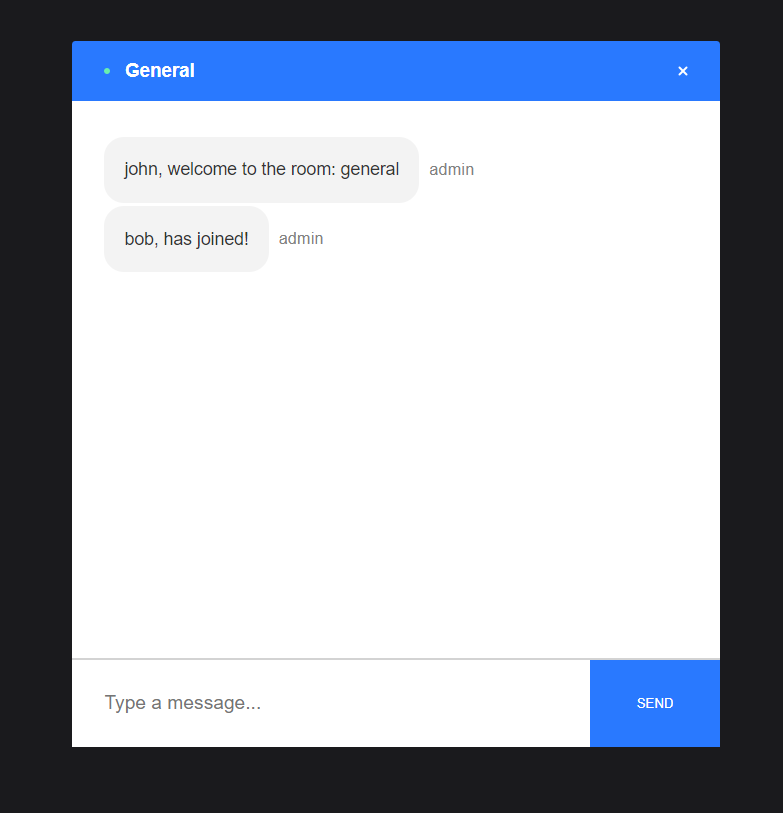 General ×
john, welcome to the room: general admin
bob, has joined! admin
Type a message...
SEND